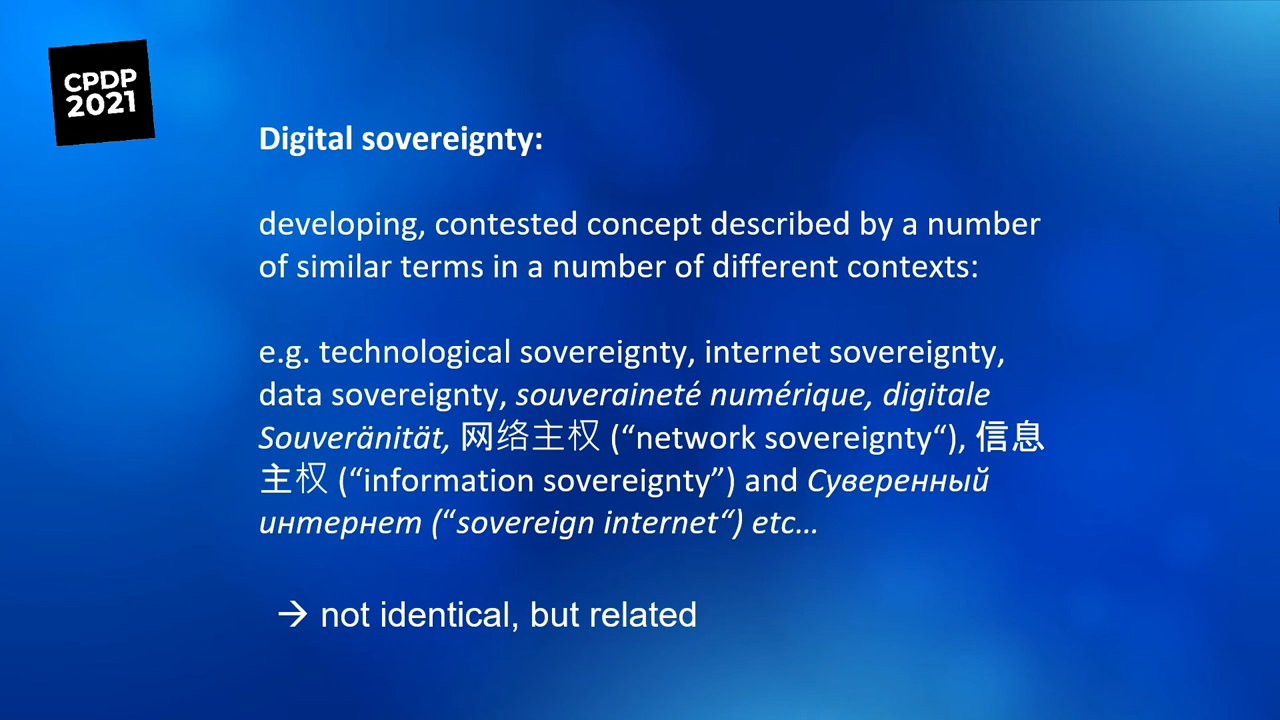 CPDP
2021
Digital sovereignty:
developing, contested concept described by a number
of similar terms in a number of different contexts:
e.g. technological sovereignty, internet sovereignty,
data sovereignty, souveraineté numérique, digitale
Souveränität, 网络主权 (“network sovereignty“), 信息
主权 (“information sovereignty”) and Суверенный
интернет (“sovereign internet“) etc…
→ not identical, but related